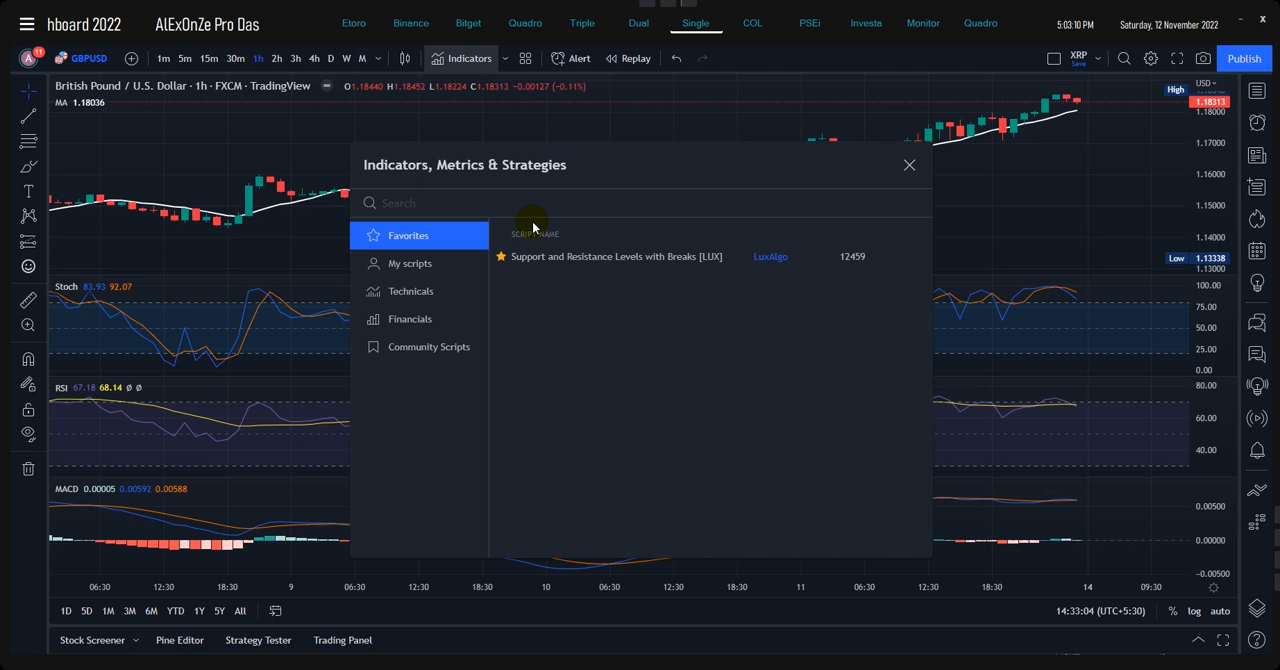 hboard 2022
AlExOnZe Pro Das
Etoro Binance Bitget Quadro Triple Dual Single COL PSEi Investa Monitor Quadro
5:03:10 PM Saturday, 12 November 2022 – x
A 11 GBPUSD 1m 5m 15m 30m 1h 2h 3h 4h D W M Indicators Alert Replay XRP Save Publish
British Pound / U.S. Dollar · 1h · FXCM · TradingView O1.18440 H1.18452 L1.18224 C1.18313 -0.00127 (-0.11%)
USD
High
MA 1.18036
1.18313
1.18000
1.17000
1.16000
1.15000
1.14000
Low 1.13338
1.13000
Indicators, Metrics & Strategies
Search
Favorites
My scripts
Technicals
Financials
Community Scripts
SCRIPT NAME
Support and Resistance Levels with Breaks [LUX] LuxAlgo 12459
Stoch 83.93 92.07
100.00
75.00
50.00
25.00
0.00
RSI 67.18 68.14 Ø Ø
80.00
60.00
40.00
MACD 0.00005 0.00592 0.00588
0.00500
0.00000
-0.00500
06:30 12:30 18:30 9 06:30 12:30 18:30 10 06:30 12:30 18:30 11 06:30 12:30 18:30 14 09:30
1D 5D 1M 3M 6M YTD 1Y 5Y All
14:33:04 (UTC+5:30) % log auto
Stock Screener Pine Editor Strategy Tester Trading Panel